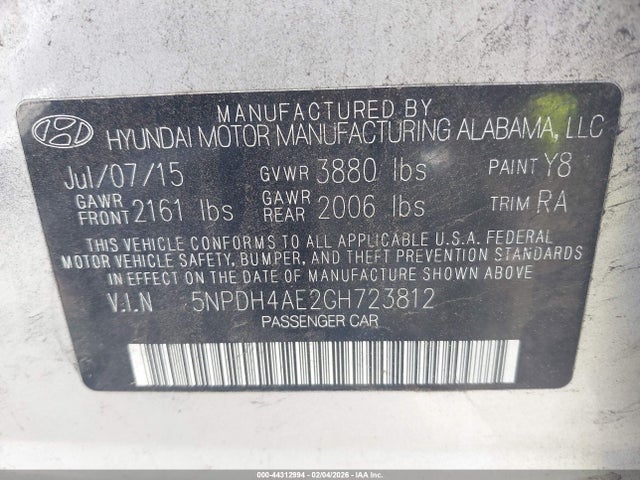 MANUFACTURED BY
HYUNDAI MOTOR MANUFACTURING ALABAMA, LLC
Jul/07/15 GVWR 3880 lbs PAINT Y8
GAWR FRONT 2161 lbs GAWR REAR 2006 lbs TRIM RA
THIS VEHICLE CONFORMS TO ALL APPLICABLE U.S.A. FEDERAL
MOTOR VEHICLE SAFETY, BUMPER, AND THEFT PREVENTION STANDARDS
IN EFFECT ON THE DATE OF MANUFACTURE SHOWN ABOVE
V.I.N 5NPDH4AE2GH723812
PASSENGER CAR
000-44312994 - 02/04/2026 - IAA Inc. - Copyright